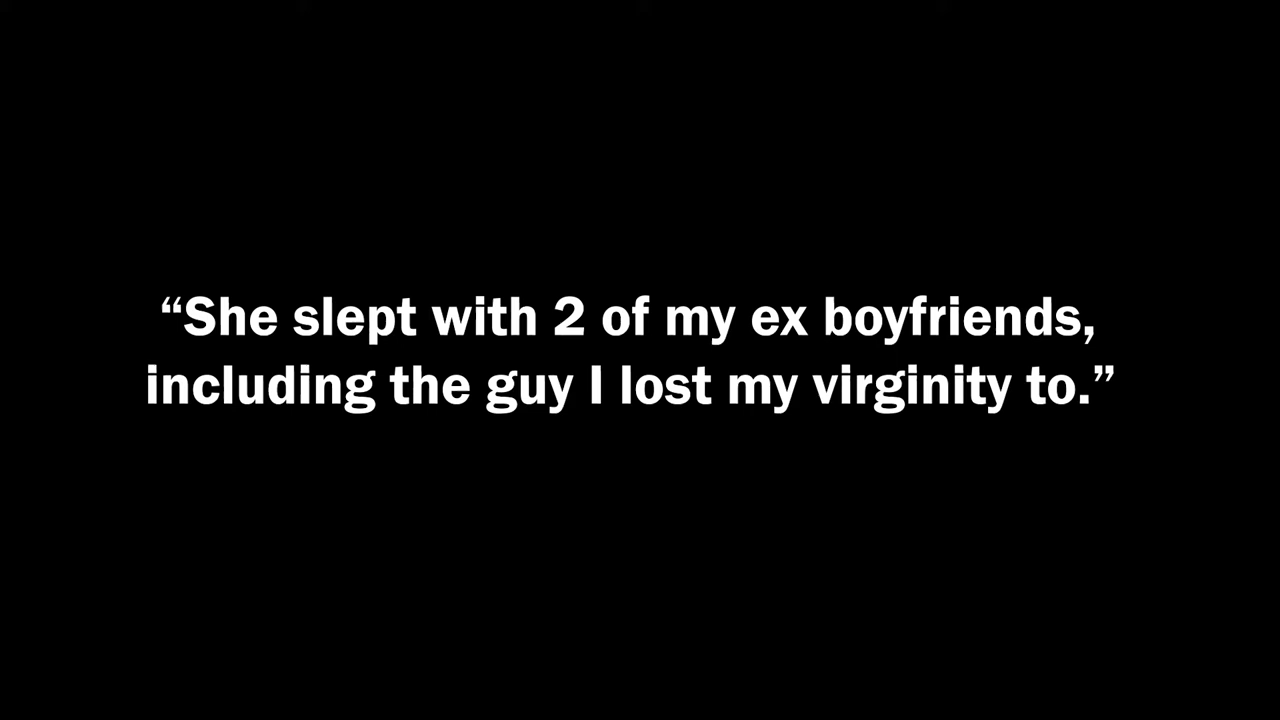 “She slept with 2 of my ex boyfriends,
including the guy I lost my virginity to.”